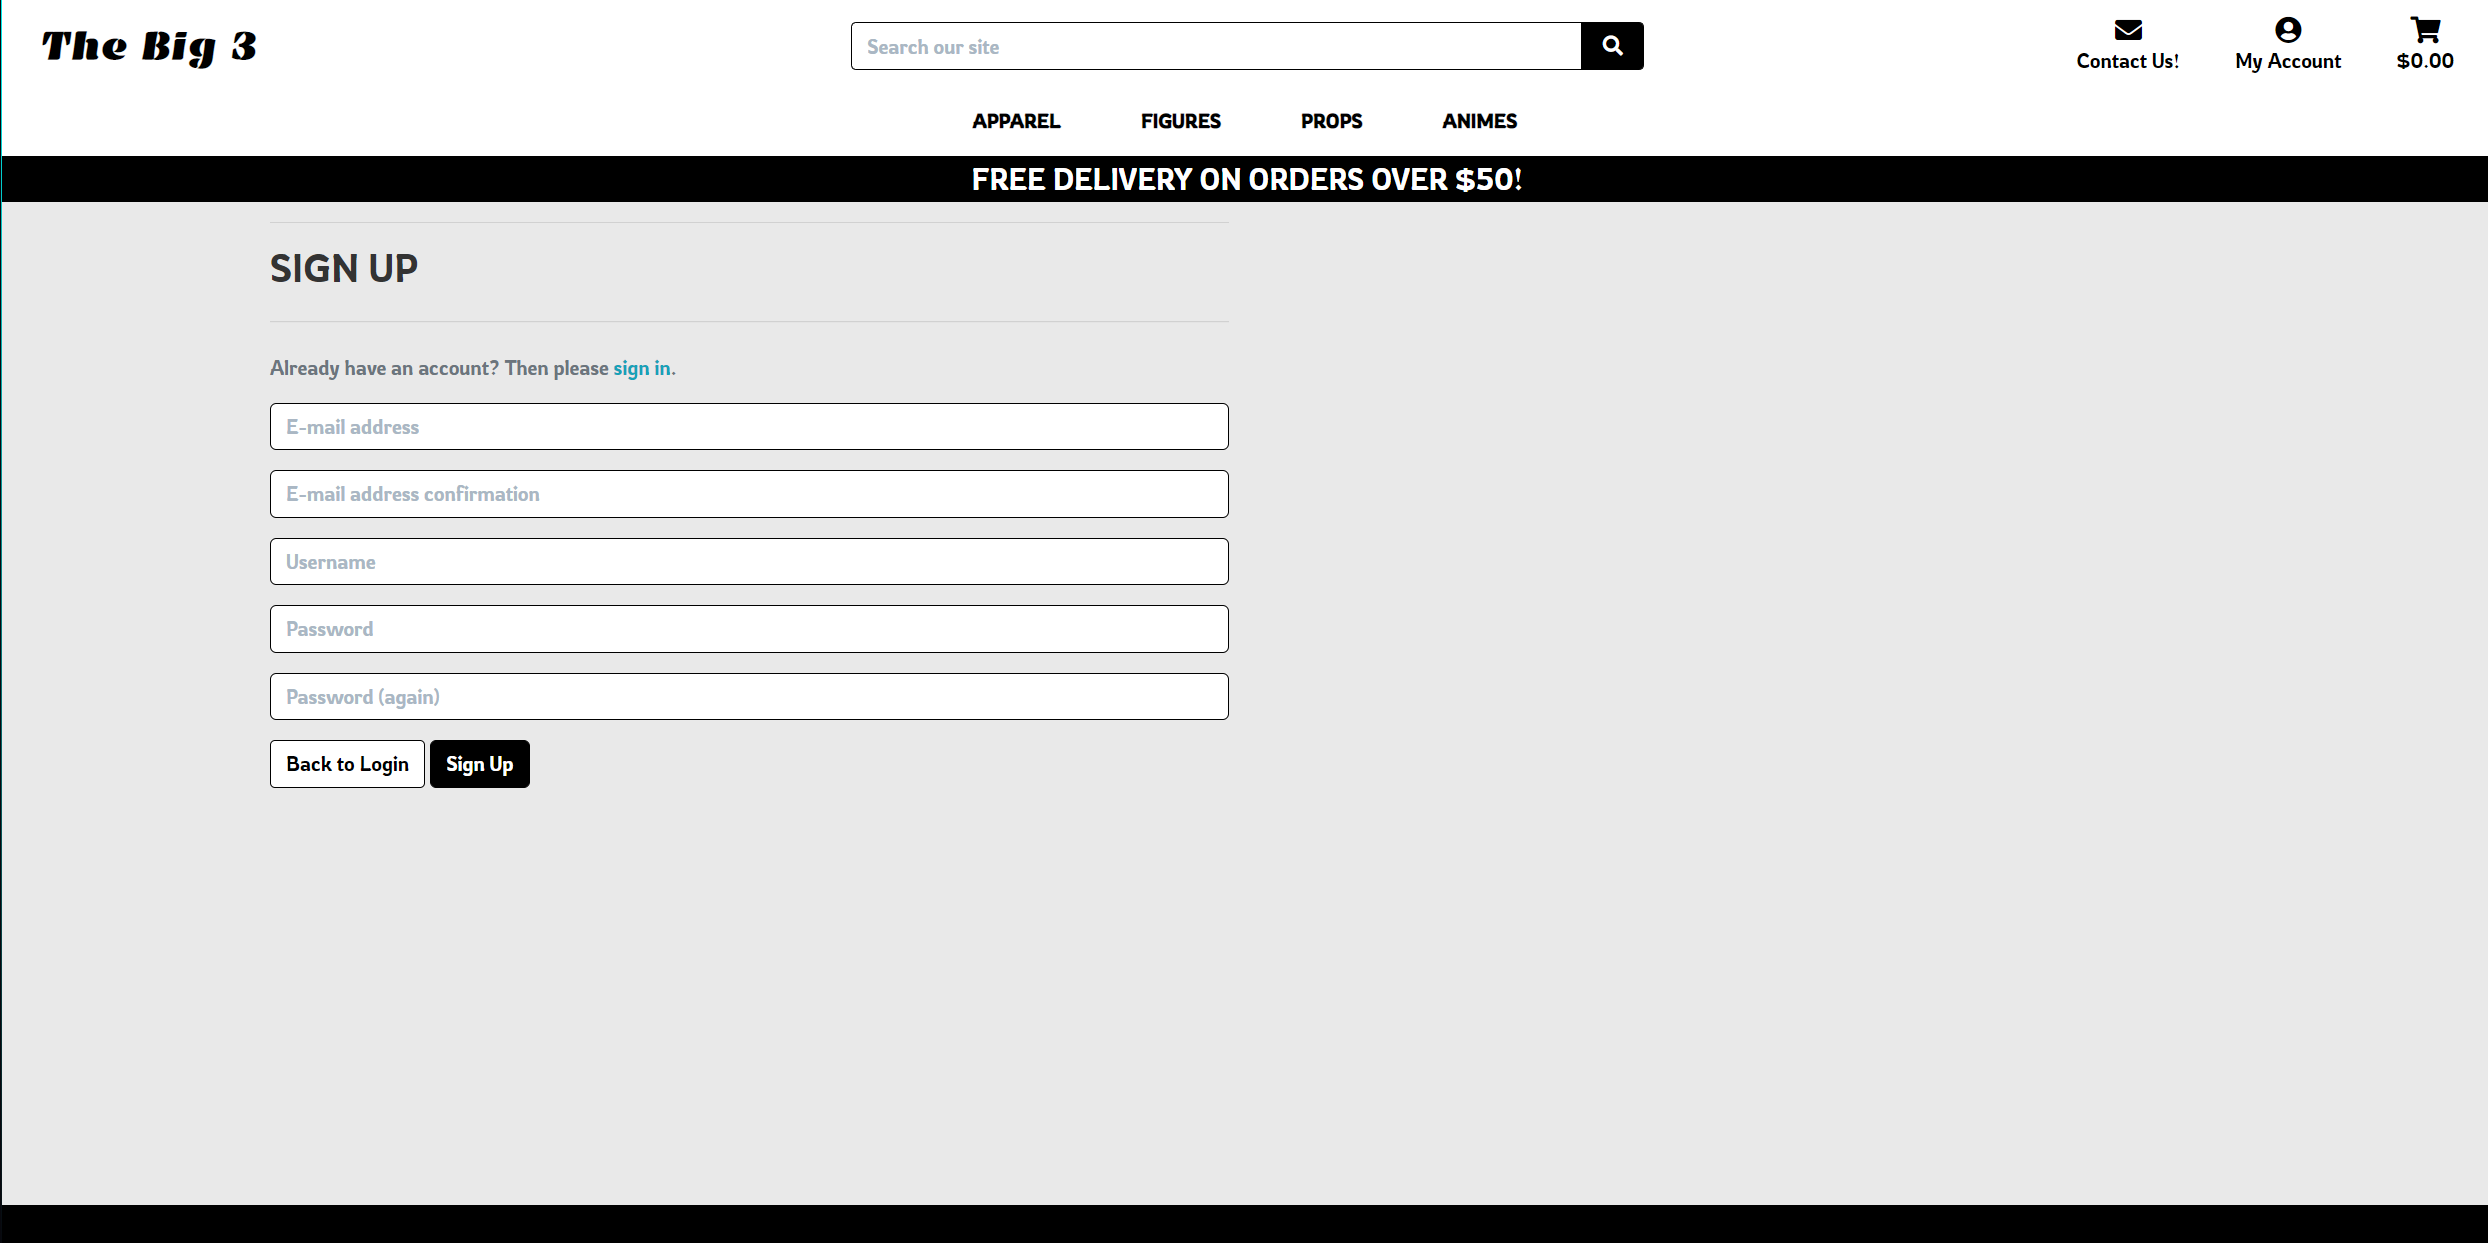 The Big 3
Search our site
Contact Us!
My Account
$0.00
APPAREL
FIGURES
PROPS
ANIMES
FREE DELIVERY ON ORDERS OVER $50!
SIGN UP
Already have an account? Then please sign in.
E-mail address
E-mail address confirmation
Username
Password
Password (again)
Back to Login
Sign Up